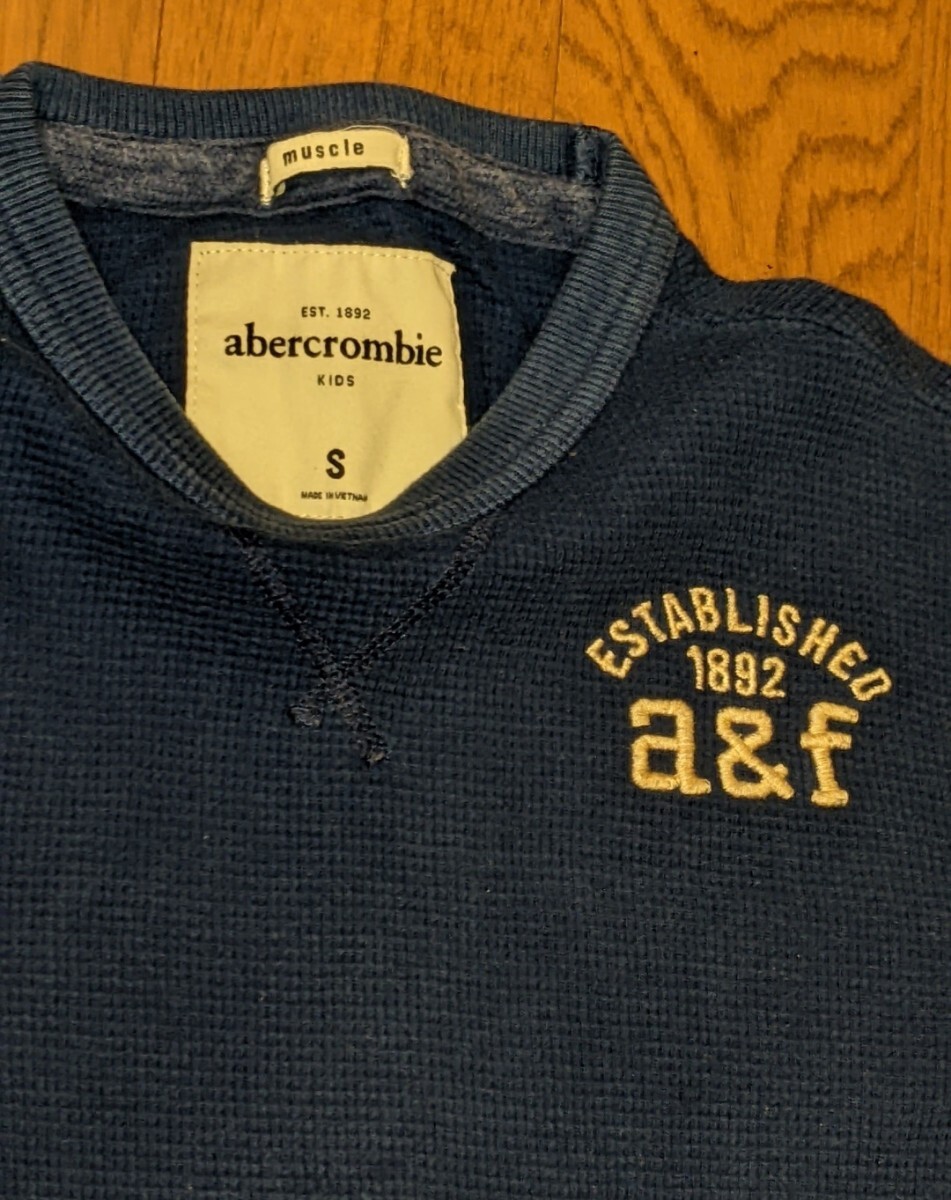 muscle
EST. 1892
abercrombie
KIDS
S
MADE IN VIETNAM
ESTABLISHED
1892
a&f